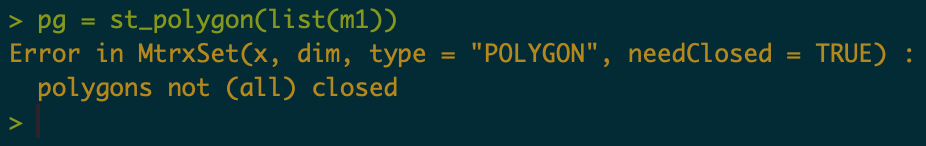 > pg = st_polygon(list(m1))
Error in MtrxSet(x, dim, type = "POLYGON", needClosed = TRUE) :
  polygons not (all) closed
>